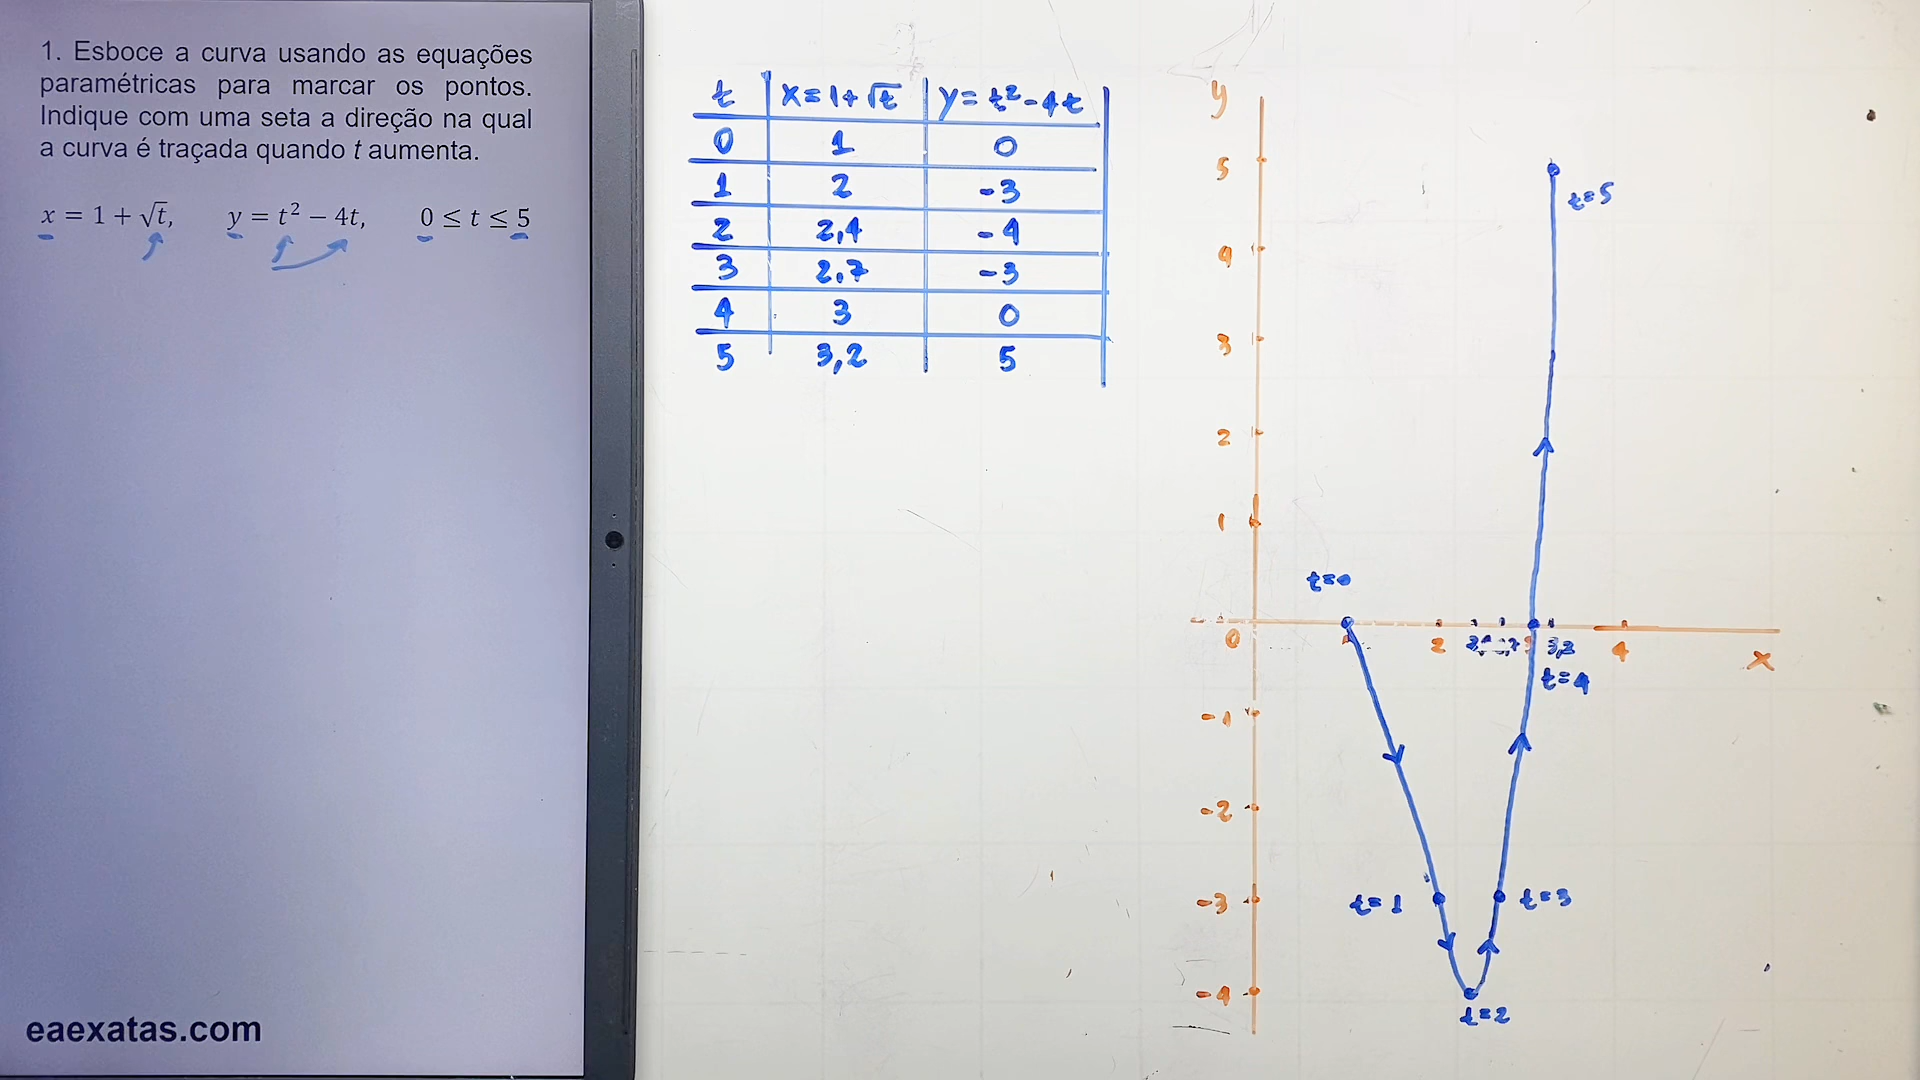 1. Esboce a curva usando as equações
paramétricas para marcar os pontos.
Indique com uma seta a direção na qual
a curva é traçada quando t aumenta.
x = 1 + √t, y = t² − 4t, 0 ≤ t ≤ 5
eaexatas.com
t x=1+√t y=t²-4t
0 1 0
1 2 -3
2 2,4 -4
3 2,7 -3
4 3 0
5 3,2 5
y
5
t=5
4
3
2
1
t=0
0 2 3,2 4 x
t=4
-1
-2
-3 t=1 t=3
-4
t=2